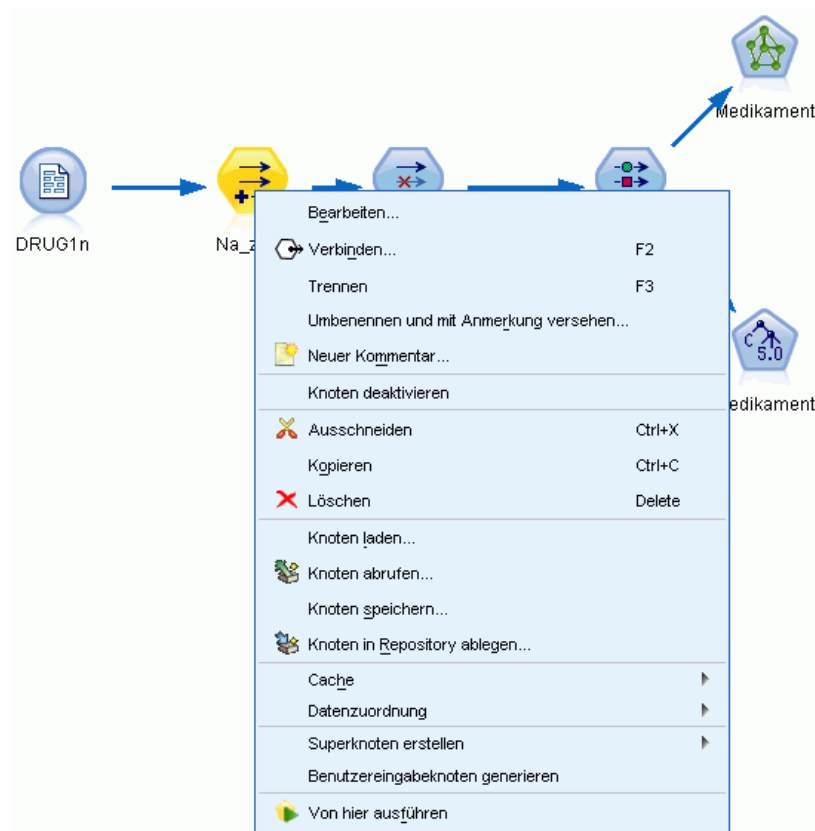 Medikament
DRUG1n
Na_z
Bearbeiten...
Verbinden... F2
Trennen F3
Umbenennen und mit Anmerkung versehen...
Neuer Kommentar...
C 5.0
Knoten deaktivieren
edikament
Ausschneiden Ctrl+X
Kopieren Ctrl+C
Löschen Delete
Knoten laden...
Knoten abrufen...
Knoten speichern...
Knoten in Repository ablegen...
Cache
Datenzuordnung
Superknoten erstellen
Benutzereingabeknoten generieren
Von hier ausführen